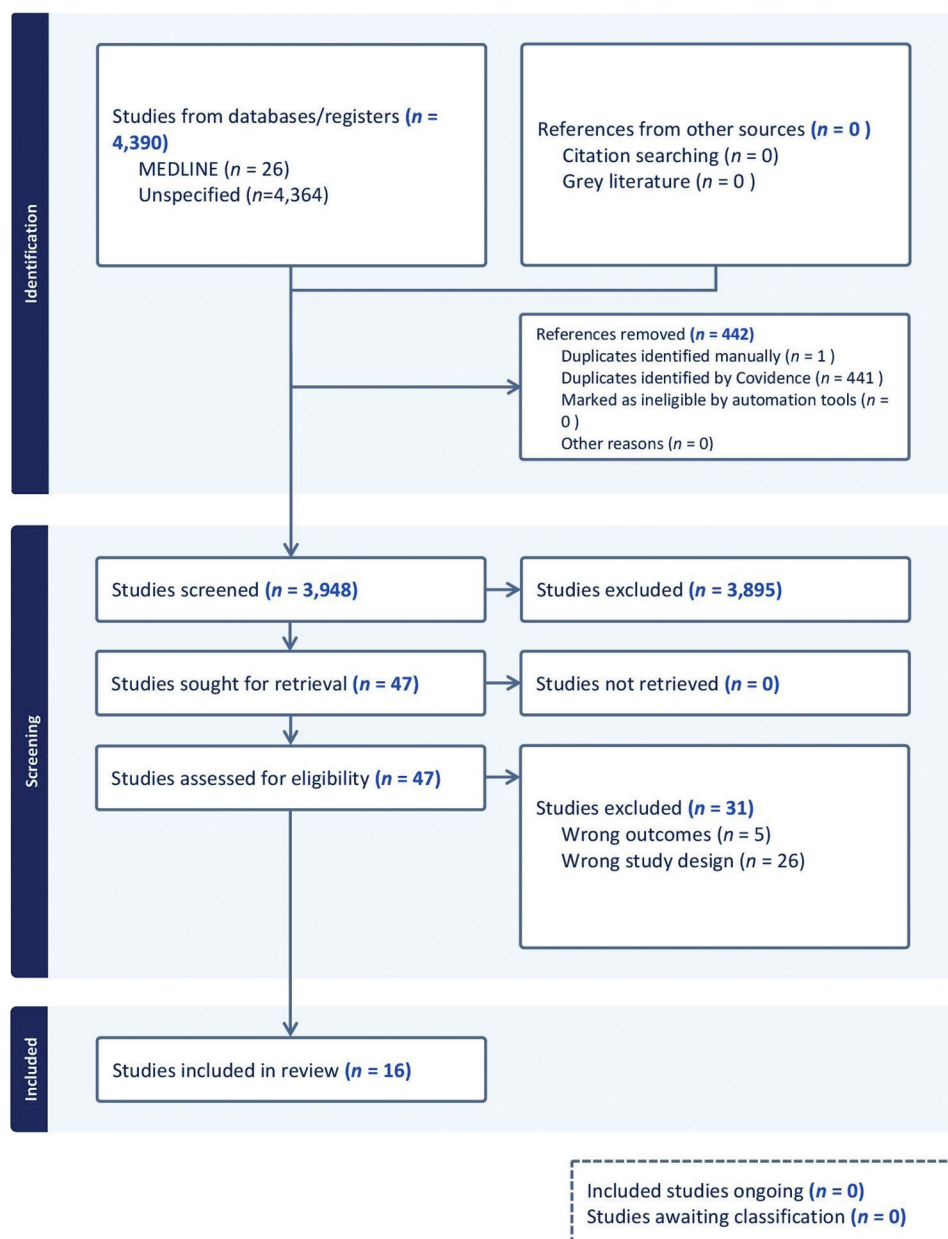 Identification
Studies from databases/registers (n =
4,390)
MEDLINE (n = 26)
Unspecified (n=4,364)
References from other sources (n = 0 )
Citation searching (n = 0)
Grey literature (n = 0 )
References removed (n = 442)
Duplicates identified manually (n = 1 )
Duplicates identified by Covidence (n = 441 )
Marked as ineligible by automation tools (n =
0 )
Other reasons (n = 0)
Screening
Studies screened (n = 3,948)
Studies excluded (n = 3,895)
Studies sought for retrieval (n = 47)
Studies not retrieved (n = 0)
Studies assessed for eligibility (n = 47)
Studies excluded (n = 31)
Wrong outcomes (n = 5)
Wrong study design (n = 26)
Included
Studies included in review (n = 16)
Included studies ongoing (n = 0)
Studies awaiting classification (n = 0)